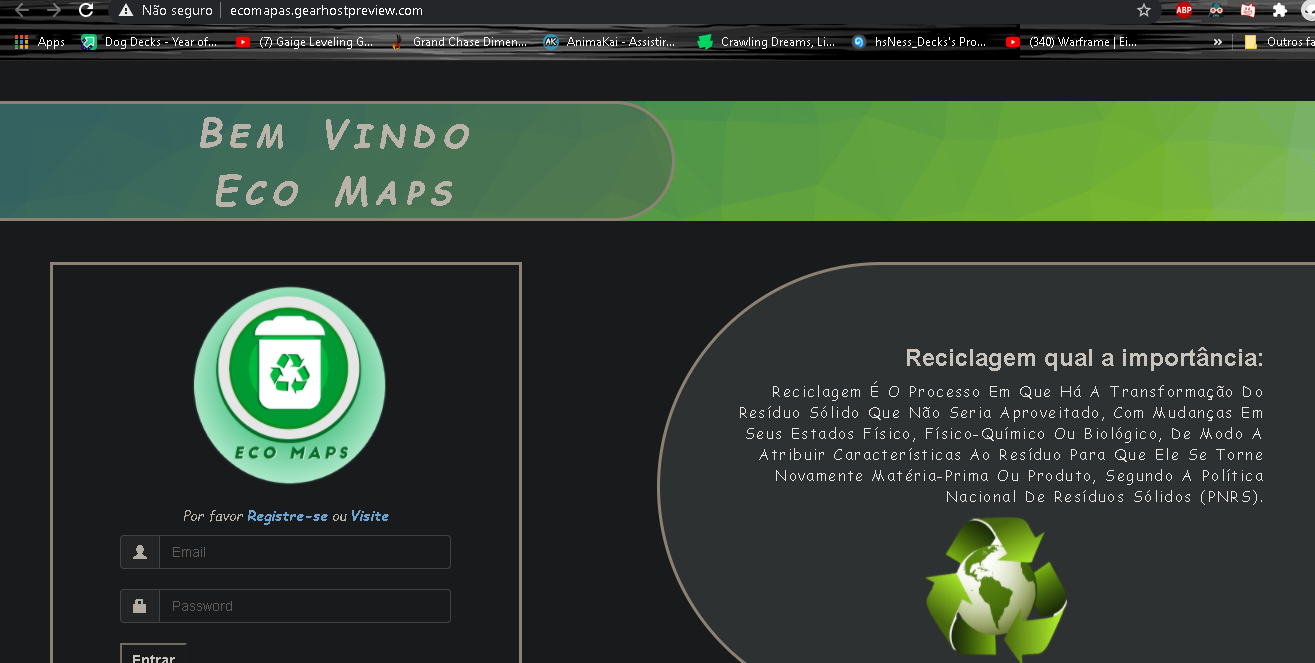 Não seguro
ecomapas.gearhostpreview.com
ABP
Apps
Dog Decks - Year of...
(7) Gaige Leveling G...
Grand Chase Dimen...
AK
AnimaKai - Assistir...
Crawling Dreams, Li...
hsNess_Decks's Pro...
(340) Warframe | Ei...
»
Outros fa
Bem Vindo
Eco Maps
ECO MAPS
Por favor Registre-se ou Visite
Email
Password
Entrar
Reciclagem qual a importância:
Reciclagem É O Processo Em Que Há A Transformação Do
Resíduo Sólido Que Não Seria Aproveitado, Com Mudanças Em
Seus Estados Físico, Físico-Químico Ou Biológico, De Modo A
Atribuir Características Ao Resíduo Para Que Ele Se Torne
Novamente Matéria-Prima Ou Produto, Segundo A Política
Nacional De Resíduos Sólidos (PNRS).